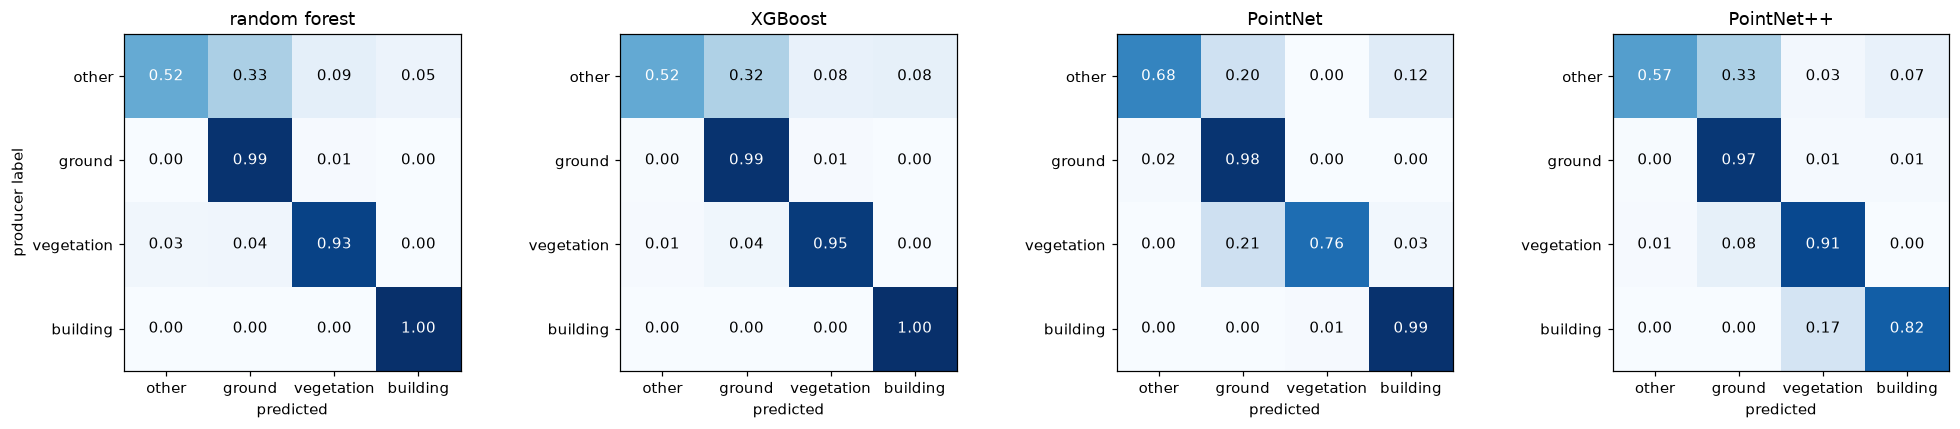 random forest
producer label
other 0.52 0.33 0.09 0.05
ground 0.00 0.99 0.01 0.00
vegetation 0.03 0.04 0.93 0.00
building 0.00 0.00 0.00 1.00
other ground vegetation building
predicted
XGBoost
other 0.52 0.32 0.08 0.08
ground 0.00 0.99 0.01 0.00
vegetation 0.01 0.04 0.95 0.00
building 0.00 0.00 0.00 1.00
other ground vegetation building
predicted
PointNet
other 0.68 0.20 0.00 0.12
ground 0.02 0.98 0.00 0.00
vegetation 0.00 0.21 0.76 0.03
building 0.00 0.00 0.01 0.99
other ground vegetation building
predicted
PointNet++
other 0.57 0.33 0.03 0.07
ground 0.00 0.97 0.01 0.01
vegetation 0.01 0.08 0.91 0.00
building 0.00 0.00 0.17 0.82
other ground vegetation building
predicted